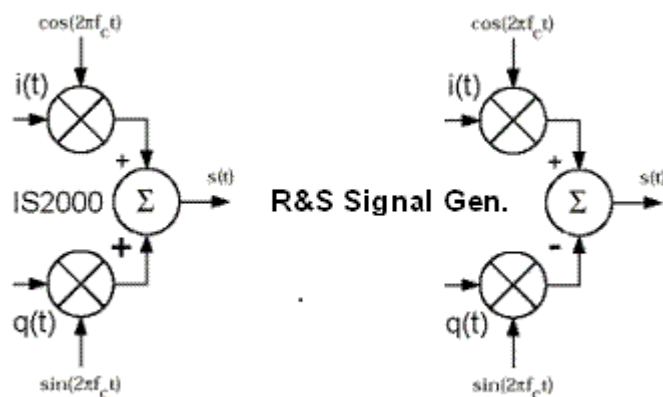 cos(2πf_ct) cos(2πf_ct)
i(t) i(t)
+ +
IS2000 Σ s(t) R&S Signal Gen. Σ s(t)
+ -
q(t) q(t)
sin(2πf_ct) sin(2πf_ct)